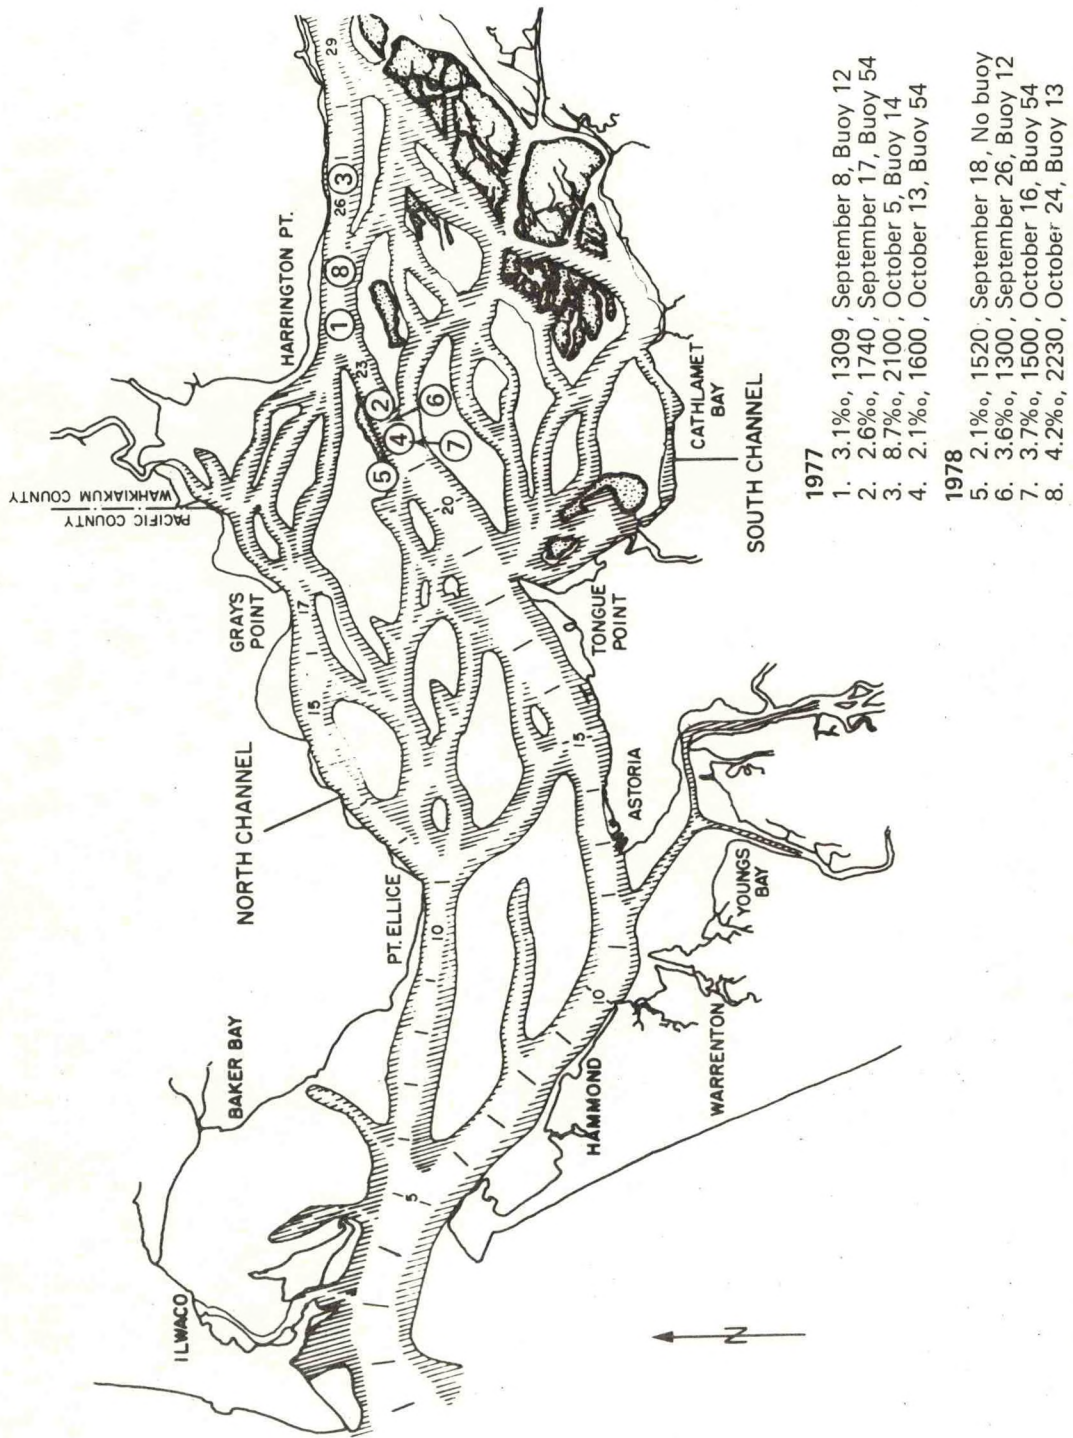 PACIFIC COUNTY
WAHKIAKUM COUNTY
HARRINGTON PT.
GRAYS
POINT
NORTH CHANNEL
PT. ELLICE
BAKER BAY
ILWACO
29
3
26
8
1
23
2
6
4
7
5
20
17
15
15
10
10
5
CATHLAMET
BAY
SOUTH CHANNEL
TONGUE
POINT
ASTORIA
YOUNGS
BAY
WARRENTON
HAMMOND
N
1977
1. 3.1‰, 1309, September 8, Buoy 12
2. 2.6‰, 1740, September 17, Buoy 54
3. 8.7‰, 2100, October 5, Buoy 14
4. 2.1‰, 1600, October 13, Buoy 54
1978
5. 2.1‰, 1520, September 18, No buoy
6. 3.6‰, 1300, September 26, Buoy 12
7. 3.7‰, 1500, October 16, Buoy 54
8. 4.2‰, 2230, October 24, Buoy 13